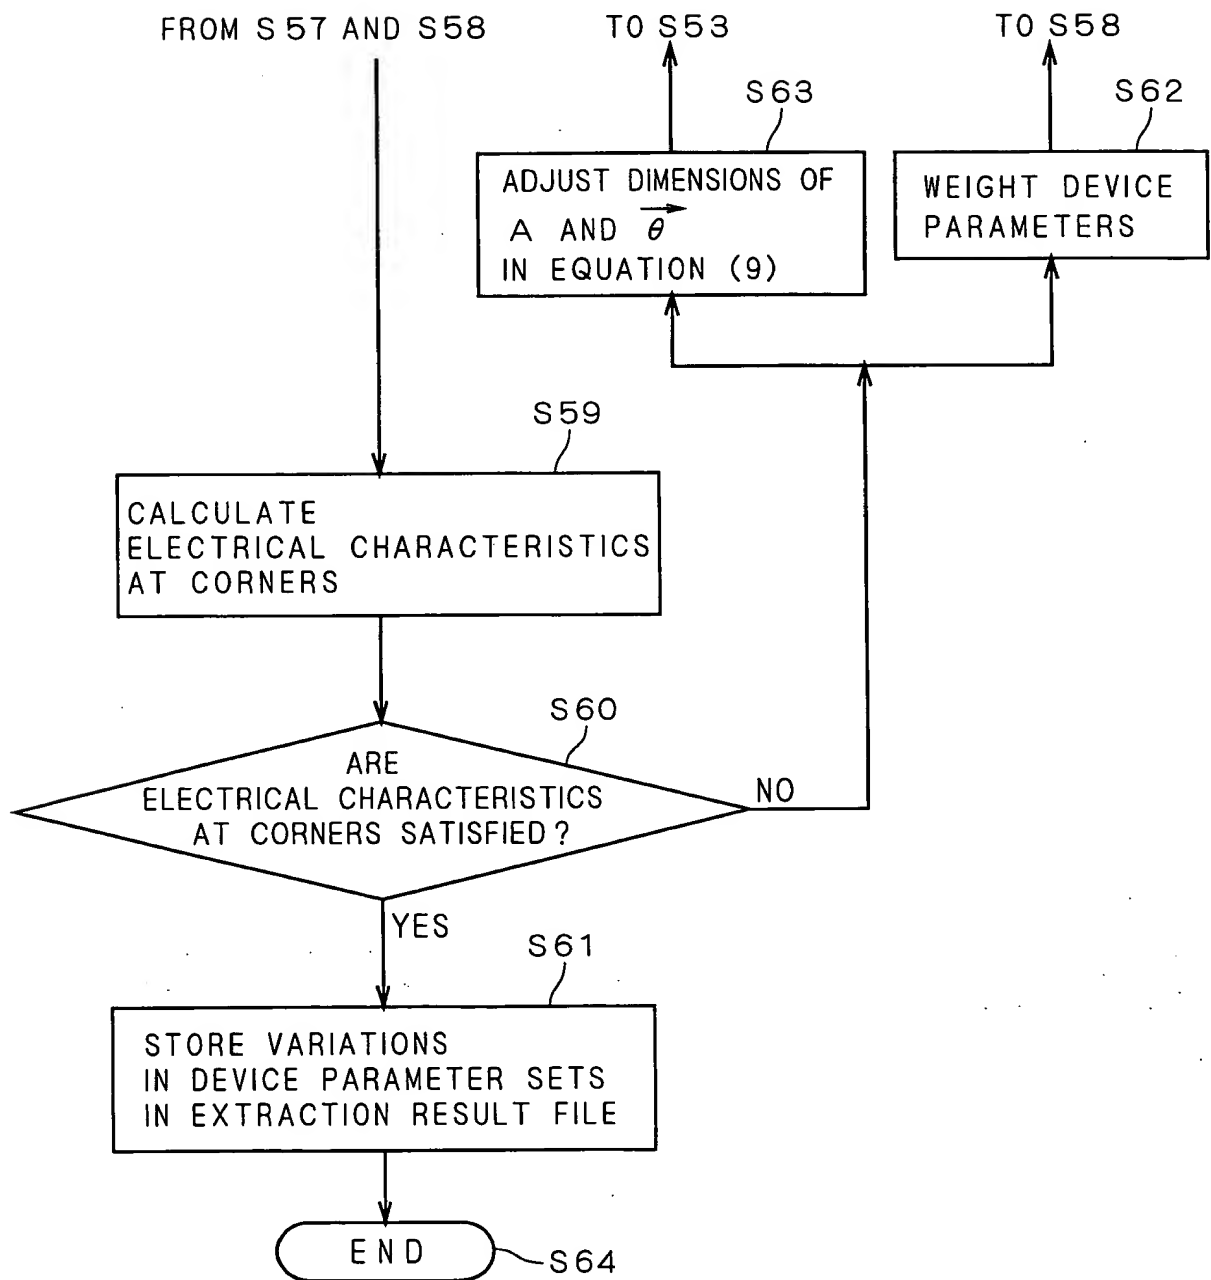 FROM S57 AND S58
TO S53
TO S58
S63
S62
ADJUST DIMENSIONS OF
A AND θ
IN EQUATION (9)
WEIGHT DEVICE
PARAMETERS
S59
CALCULATE
ELECTRICAL CHARACTERISTICS
AT CORNERS
S60
ARE
ELECTRICAL CHARACTERISTICS
AT CORNERS SATISFIED?
NO
YES
S61
STORE VARIATIONS
IN DEVICE PARAMETER SETS
IN EXTRACTION RESULT FILE
END
S64